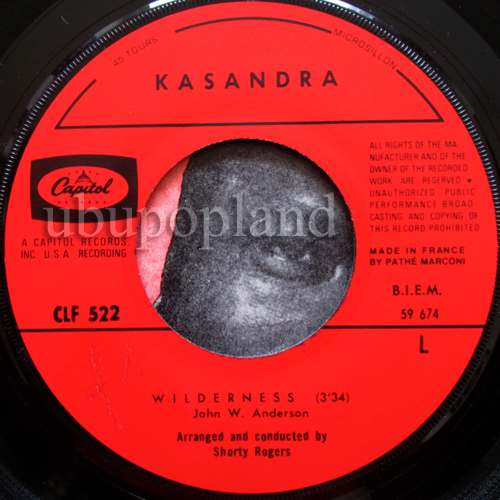 45 TOURS
MICROSILLON
KASANDRA
ALL RIGHTS OF THE MA-
NUFACTURER AND OF THE
OWNER OF THE RECORDED
WORK ARE RESERVED •
UNAUTHORIZED PUBLIC
PERFORMANCE BROAD
CASTING AND COPYING OF
THIS RECORD PROHIBITED
Capitol
ubupopland
A CAPITOL RECORDS,
INC. U.S.A. RECORDING.
MADE IN FRANCE
BY PATHÉ MARCONI
B.I.E.M.
CLF 522
59 674
L
WILDERNESS (3'34)
John W. Anderson
Arranged and conducted by
Shorty Rogers